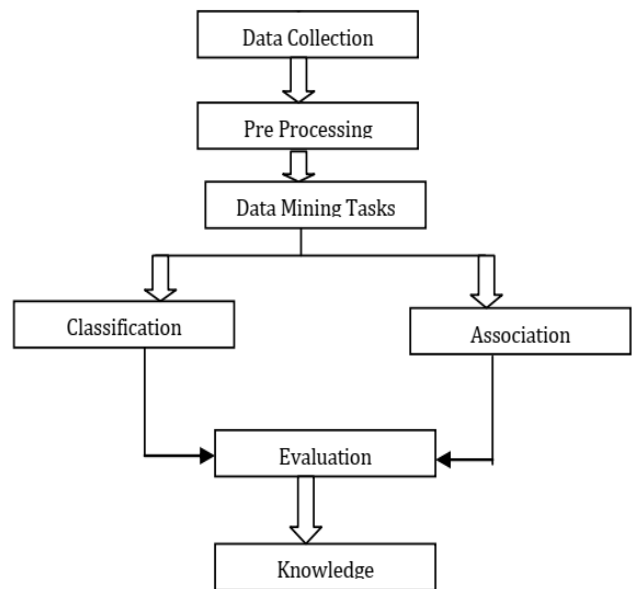 Data Collection
Pre Processing
Data Mining Tasks
Classification
Association
Evaluation
Knowledge